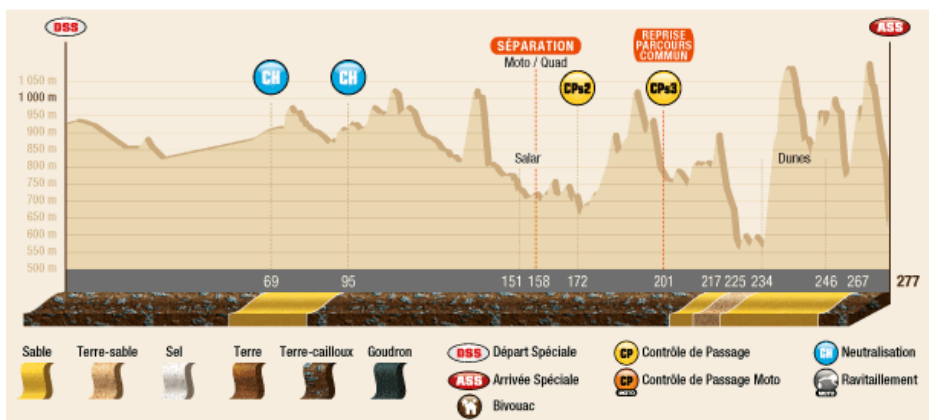 DSS
ASS
SÉPARATION
Moto / Quad
REPRISE
PARCOURS
COMMUN
CH
CH
CPs2
CPs3
1 050 m
1 000 m
950 m
900 m
850 m
800 m
750 m
700 m
650 m
600 m
550 m
500 m
Salar
Dunes
69 95 151 158 172 201 217 225 234 246 267 277
Sable Terre-sable Sel Terre Terre-cailloux Goudron
DSS Départ Spéciale
ASS Arrivée Spéciale
Bivouac
CP Contrôle de Passage
CP MOTO Contrôle de Passage Moto
CH Neutralisation
MOTO Ravitaillement